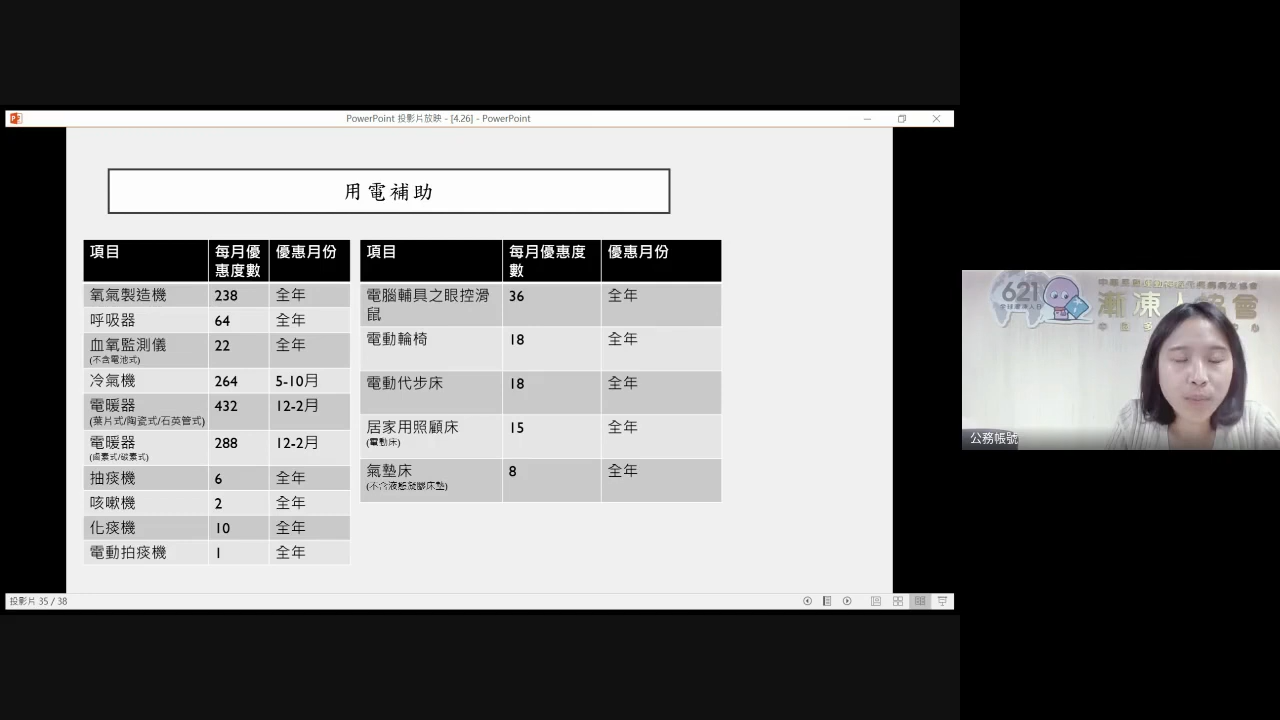 PowerPoint 投影片放映 - [4.26] - PowerPoint
用電補助
項目
每月優
惠度數
優惠月份
氧氣製造機 238 全年
呼吸器 64 全年
血氧監測儀 22 全年
(不含電池式)
冷氣機 264 5-10月
電暖器 432 12-2月
(葉片式/陶瓷式/石英管式)
電暖器 288 12-2月
(鹵素式/碳素式)
抽痰機 6 全年
咳嗽機 2 全年
化痰機 10 全年
電動拍痰機 1 全年
項目
每月優惠度
數
優惠月份
電腦輔具之眼控滑
鼠
36 全年
電動輪椅 18 全年
電動代步床 18 全年
居家用照顧床 15 全年
(電動床)
氣墊床 8 全年
(不含液態凝膠床墊)
投影片 35 / 38
621
漸凍人協會
公務帳號